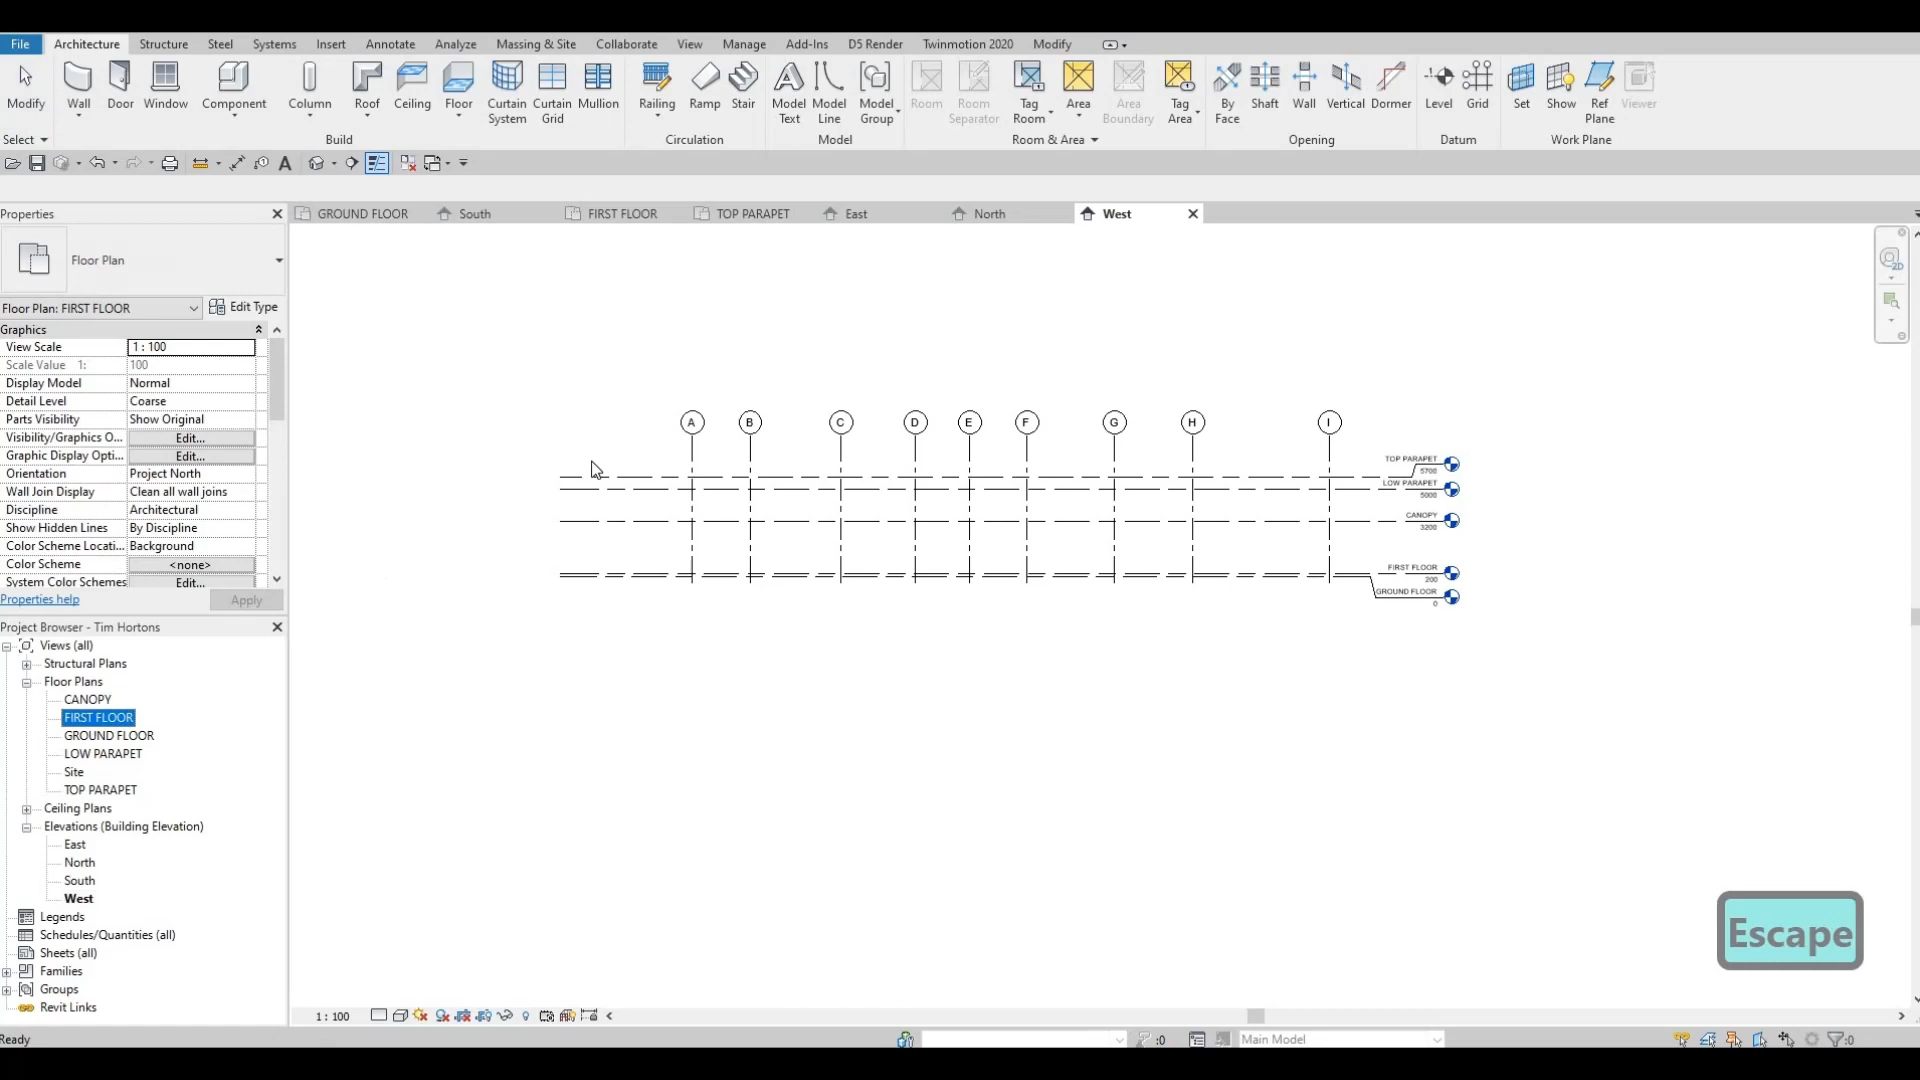 File Architecture Structure Steel Systems Insert Annotate Analyze Massing & Site Collaborate View Manage Add-Ins D5 Render Twinmotion 2020 Modify
Modify Wall Door Window Component Column Roof Ceiling Floor Curtain System Curtain Grid Mullion Railing Ramp Stair Model Text Model Line Model Group Room Room Separator Tag Room Area Area Boundary Tag Area By Face Shaft Wall Vertical Dormer Level Grid Set Show Ref Plane Viewer
Select Build Circulation Model Room & Area Opening Datum Work Plane
Properties
GROUND FLOOR South FIRST FLOOR TOP PARAPET East North West
Floor Plan
Floor Plan: FIRST FLOOR Edit Type
Graphics
View Scale 1 : 100
Scale Value 1: 100
Display Model Normal
Detail Level Coarse
Parts Visibility Show Original
Visibility/Graphics O... Edit...
Graphic Display Opti... Edit...
Orientation Project North
Wall Join Display Clean all wall joins
Discipline Architectural
Show Hidden Lines By Discipline
Color Scheme Locati... Background
Color Scheme <none>
System Color Schemes Edit...
Properties help Apply
Project Browser - Tim Hortons
Views (all)
Structural Plans
Floor Plans
CANOPY
FIRST FLOOR
GROUND FLOOR
LOW PARAPET
Site
TOP PARAPET
Ceiling Plans
Elevations (Building Elevation)
East
North
South
West
Legends
Schedules/Quantities (all)
Sheets (all)
Families
Groups
Revit Links
2D
A B C D E F G H I
TOP PARAPET
5700
LOW PARAPET
5000
CANOPY
3200
FIRST FLOOR
200
GROUND FLOOR
0
Escape
1 : 100
Ready :0 Main Model :0